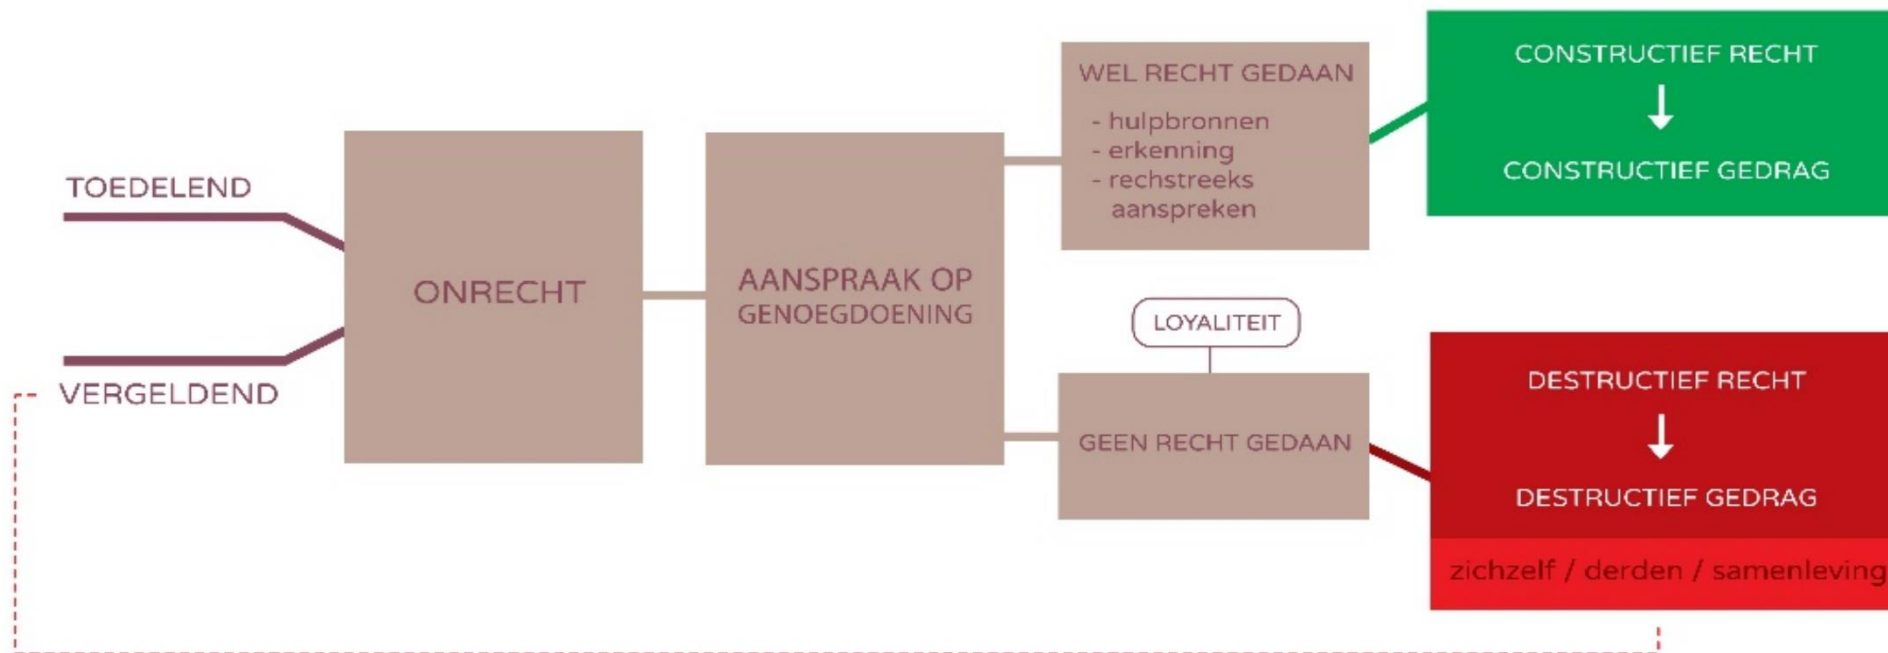 TOEDELEND
VERGELDEND
ONRECHT
AANSPRAAK OP
GENOEGDOENING
WEL RECHT GEDAAN
- hulpbronnen
- erkenning
- rechstreeks
aanspreken
LOYALITEIT
GEEN RECHT GEDAAN
CONSTRUCTIEF RECHT
CONSTRUCTIEF GEDRAG
DESTRUCTIEF RECHT
DESTRUCTIEF GEDRAG
zichzelf / derden / samenleving